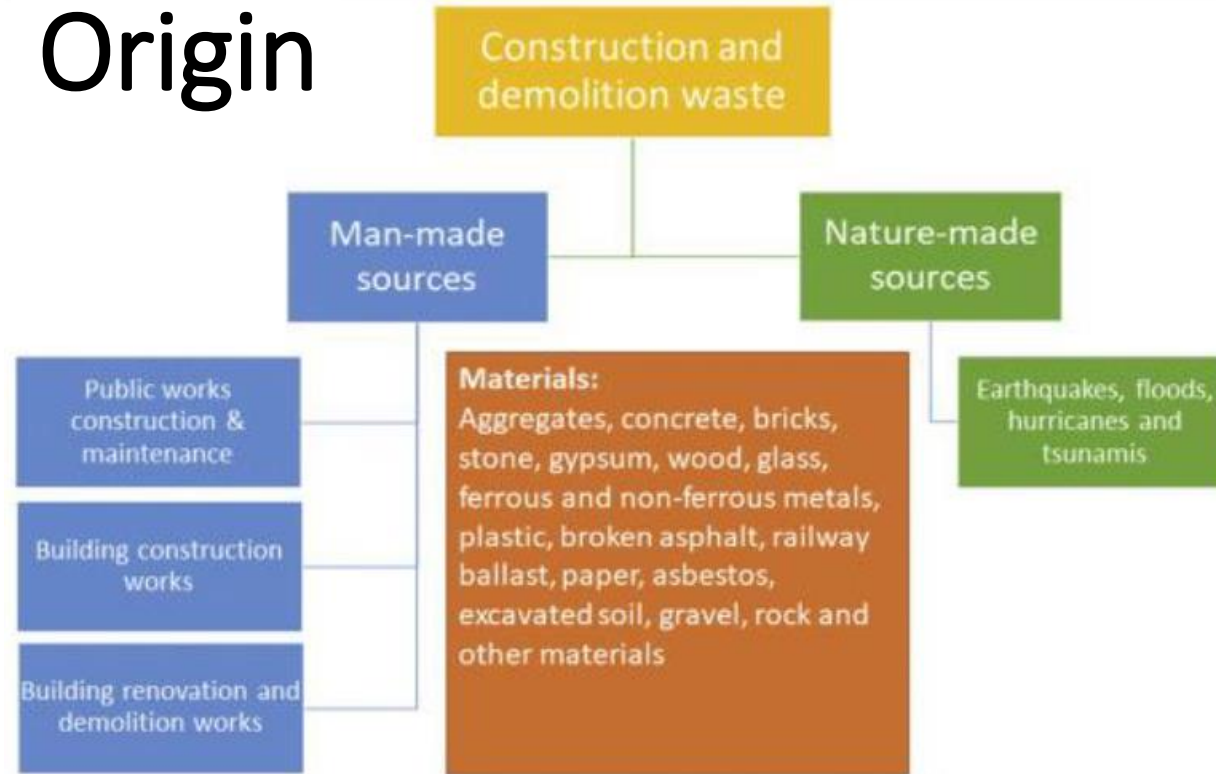 Origin
Construction and
demolition waste
Man-made
sources
Nature-made
sources
Public works
construction &
maintenance
Building construction
works
Building renovation and
demolition works
Materials:
Aggregates, concrete, bricks,
stone, gypsum, wood, glass,
ferrous and non-ferrous metals,
plastic, broken asphalt, railway
ballast, paper, asbestos,
excavated soil, gravel, rock and
other materials
Earthquakes, floods,
hurricanes and
tsunamis